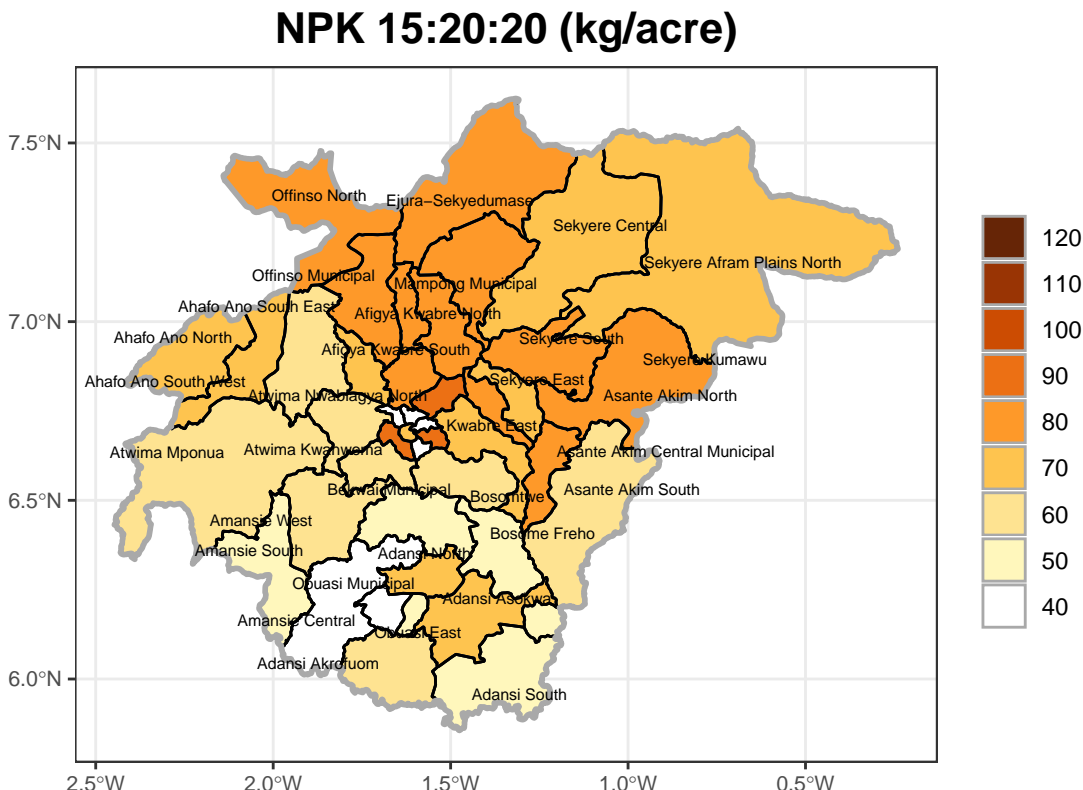 NPK 15:20:20 (kg/acre)
7.5°N
7.0°N
6.5°N
6.0°N
2.5°W
2.0°W
1.5°W
1.0°W
0.5°W
Offinso North
Ejura−Sekyedumase
Sekyere Central
Sekyere Afram Plains North
Offinso Municipal
Mampong Municipal
Ahafo Ano South East
Afigya Kwabre North
Ahafo Ano North
Sekyere South
Afigya Kwabre South
Sekyere Kumawu
Ahafo Ano South West
Sekyere East
Atwima Nwabiagya North
Asante Akim North
Kwabre East
Atwima Mponua
Atwima Kwanwoma
Asante Akim Central Municipal
Bekwai Municipal
Bosomtwe
Asante Akim South
Amansie West
Bosome Freho
Amansie South
Adansi North
Obuasi Municipal
Adansi Asokwa
Amansie Central
Obuasi East
Adansi Akrofuom
Adansi South
120
110
100
90
80
70
60
50
40